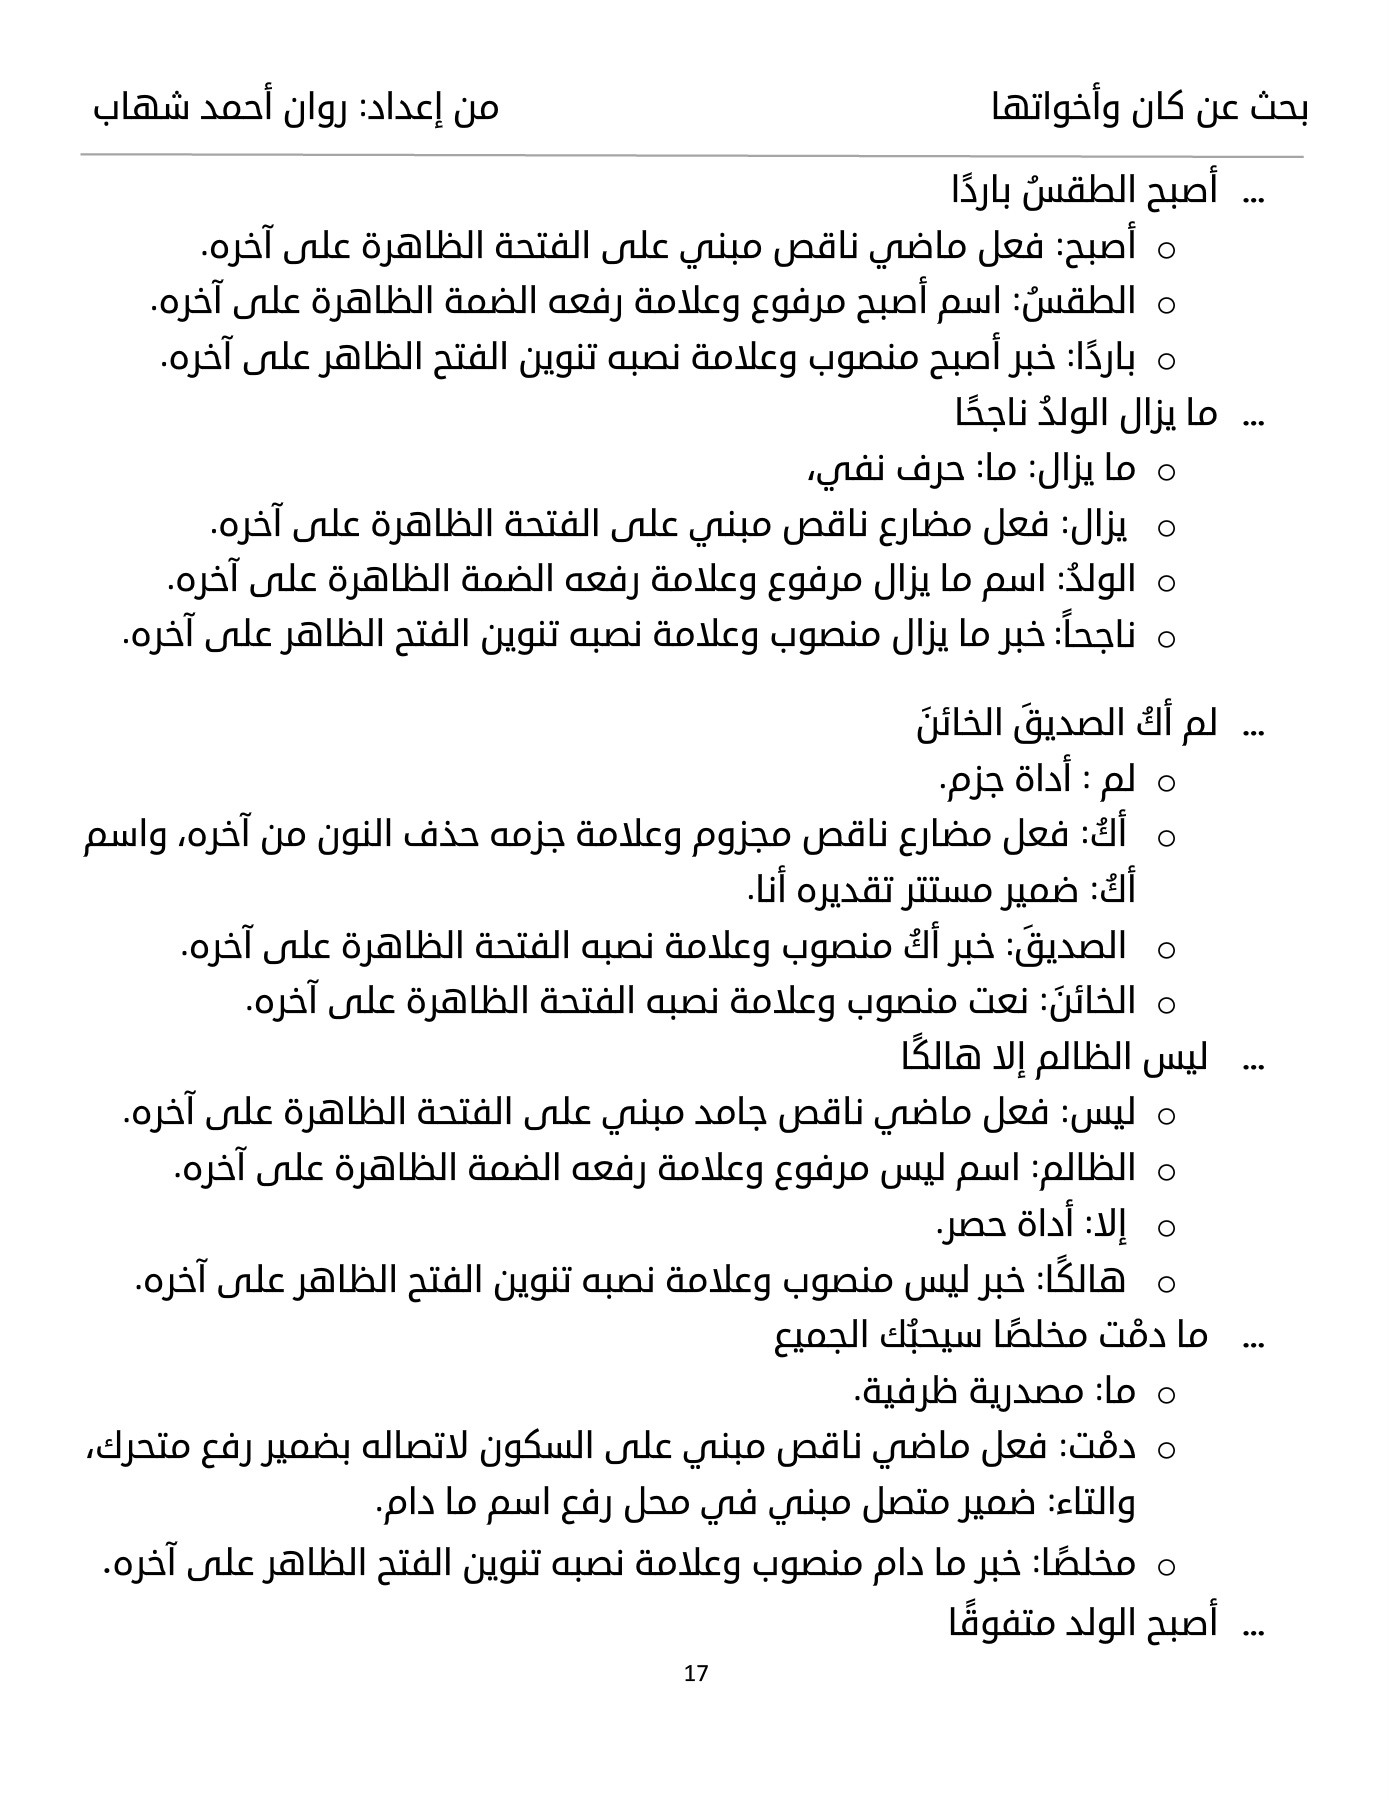 بحث عن كان وأخواتها من إعداد: روان أحمد شهاب
... أصبح الطقسُ باردًا
○ أصبح: فعل ماضي ناقص مبني على الفتحة الظاهرة على آخره.
○ الطقسُ: اسم أصبح مرفوع وعلامة رفعه الضمة الظاهرة على آخره.
○ باردًا: خبر أصبح منصوب وعلامة نصبه تنوين الفتح الظاهر على آخره.
... ما يزال الولدُ ناجحًا
○ ما يزال: ما: حرف نفي،
○ يزال: فعل مضارع ناقص مبني على الفتحة الظاهرة على آخره.
○ الولدُ: اسم ما يزال مرفوع وعلامة رفعه الضمة الظاهرة على آخره.
○ ناجحاً: خبر ما يزال منصوب وعلامة نصبه تنوين الفتح الظاهر على آخره.
... لم أكُ الصديقَ الخائنَ
○ لم : أداة جزم.
○ أكُ: فعل مضارع ناقص مجزوم وعلامة جزمه حذف النون من آخره، واسم
أكُ: ضمير مستتر تقديره أنا.
○ الصديقَ: خبر أكُ منصوب وعلامة نصبه الفتحة الظاهرة على آخره.
○ الخائنَ: نعت منصوب وعلامة نصبه الفتحة الظاهرة على آخره.
... ليس الظالم إلا هالكًا
○ ليس: فعل ماضي ناقص جامد مبني على الفتحة الظاهرة على آخره.
○ الظالم: اسم ليس مرفوع وعلامة رفعه الضمة الظاهرة على آخره.
○ إلا: أداة حصر.
○ هالكًا: خبر ليس منصوب وعلامة نصبه تنوين الفتح الظاهر على آخره.
... ما دمْت مخلصًا سيحبُك الجميع
○ ما: مصدرية ظرفية.
○ دمْت: فعل ماضي ناقص مبني على السكون لاتصاله بضمير رفع متحرك،
والتاء: ضمير متصل مبني في محل رفع اسم ما دام.
○ مخلصًا: خبر ما دام منصوب وعلامة نصبه تنوين الفتح الظاهر على آخره.
... أصبح الولد متفوقًا
17